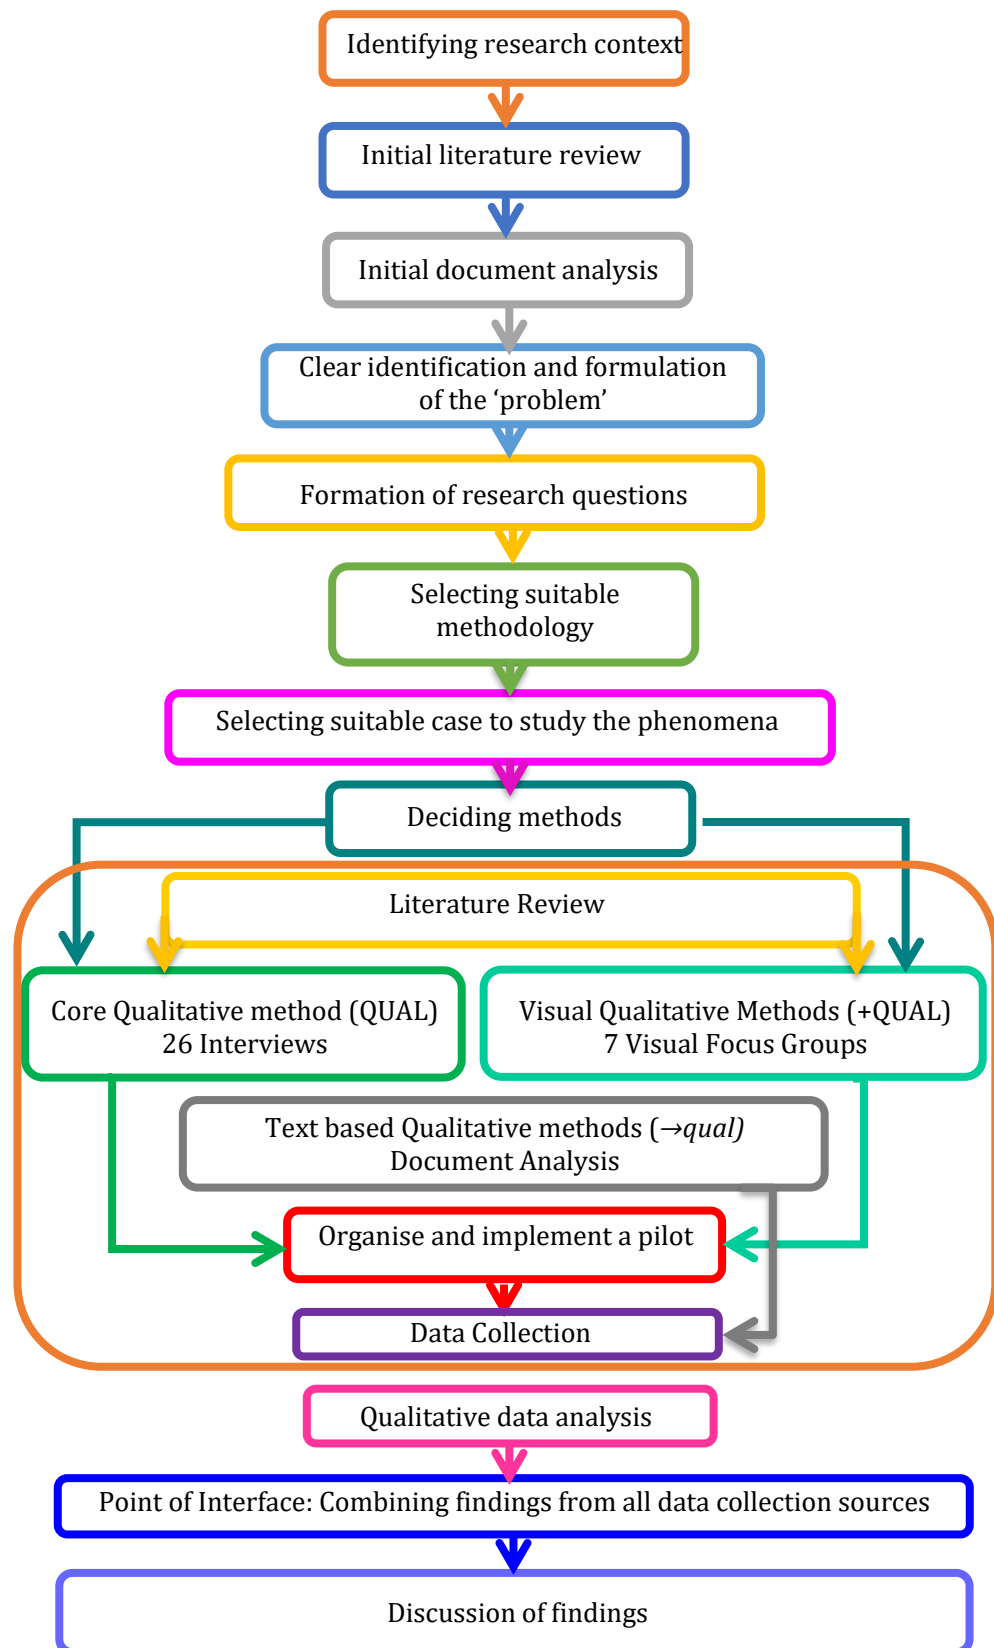 Identifying research context
Initial literature review
Initial document analysis
Clear identification and formulation
of the ‘problem’
Formation of research questions
Selecting suitable
methodology
Selecting suitable case to study the phenomena
Deciding methods
Literature Review
Core Qualitative method (QUAL)
26 Interviews
Visual Qualitative Methods (+QUAL)
7 Visual Focus Groups
Text based Qualitative methods (→qual)
Document Analysis
Organise and implement a pilot
Data Collection
Qualitative data analysis
Point of Interface: Combining findings from all data collection sources
Discussion of findings